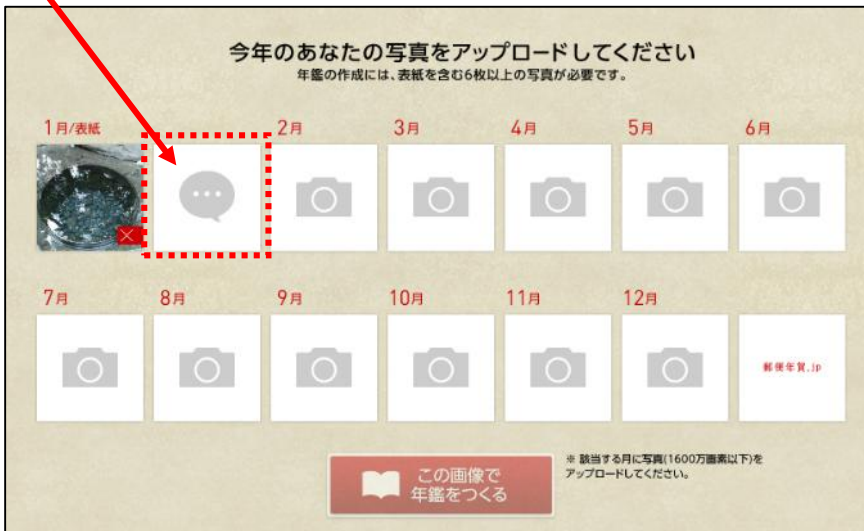 今年のあなたの写真をアップロードしてください
年鑑の作成には、表紙を含む6枚以上の写真が必要です。
1月/表紙
2月
3月
4月
5月
6月
7月
8月
9月
10月
11月
12月
郵便年賀.jp
この画像で
年鑑をつくる
※ 該当する月に写真(1600万画素以下)を
アップロードしてください。